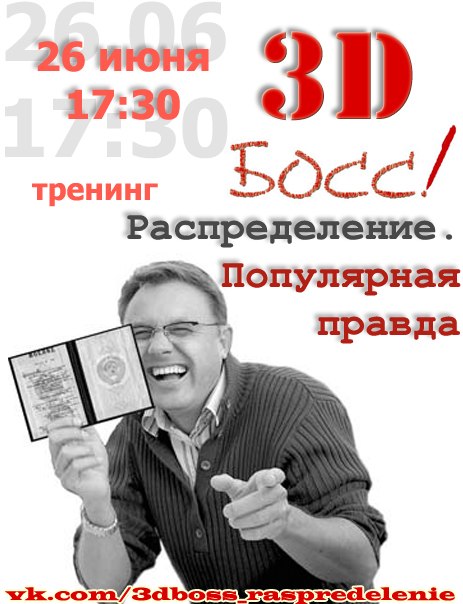 26.06
17:30
26 июня
17:30
3D
БОСС!
тренинг
Распределение.
Популярная
правда
vk.com/3dboss_raspredelenie